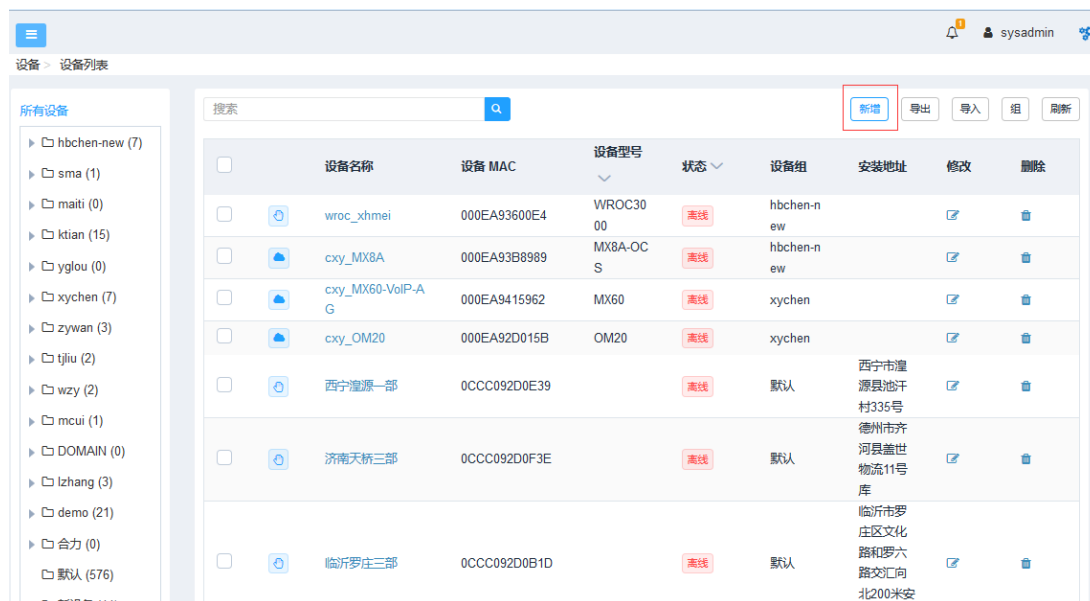 1
sysadmin
设备 > 设备列表
所有设备
hbchen-new (7)
sma (1)
maiti (0)
ktian (15)
yglou (0)
xychen (7)
zywan (3)
tjliu (2)
wzy (2)
mcui (1)
DOMAIN (0)
lzhang (3)
demo (21)
合力 (0)
默认 (576)
搜索
新增 导出 导入 组 刷新
设备名称 设备 MAC 设备型号 状态 设备组 安装地址 修改 删除
wroc_xhmei 000EA93600E4 WROC30 离线 hbchen-n
00 ew
cxy_MX8A 000EA93B8989 MX8A-OC 离线 hbchen-n
S ew
cxy_MX60-VoIP-A 000EA9415962 MX60 离线 xychen
G
cxy_OM20 000EA92D015B OM20 离线 xychen
西宁湟源一部 0CCC092D0E39 离线 默认
西宁市湟
源县池汗
村335号
济南天桥三部 0CCC092D0F3E 离线 默认
德州市齐
河县盖世
物流11号
库
临沂罗庄三部 0CCC092D0B1D 离线 默认
临沂市罗
庄区文化
路和罗六
路交汇向
北200米安